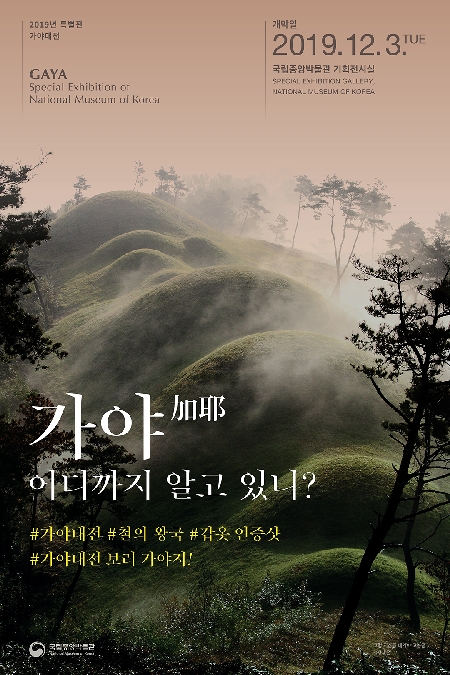 2019년 특별전
가야대전
GAYA
Special Exhibition of
National Museum of Korea
개막일
2019.12.3.TUE
국립중앙박물관 기획전시실
SPECIAL EXHIBITION GALLERY,
NATIONAL MUSEUM OF KOREA
가야 加耶
어디까지 알고 있니?
#가야대전 #철의 왕국 #갑옷 인증샷
#가야대전 보러 가야지!
국립중앙박물관
National Museum of Korea